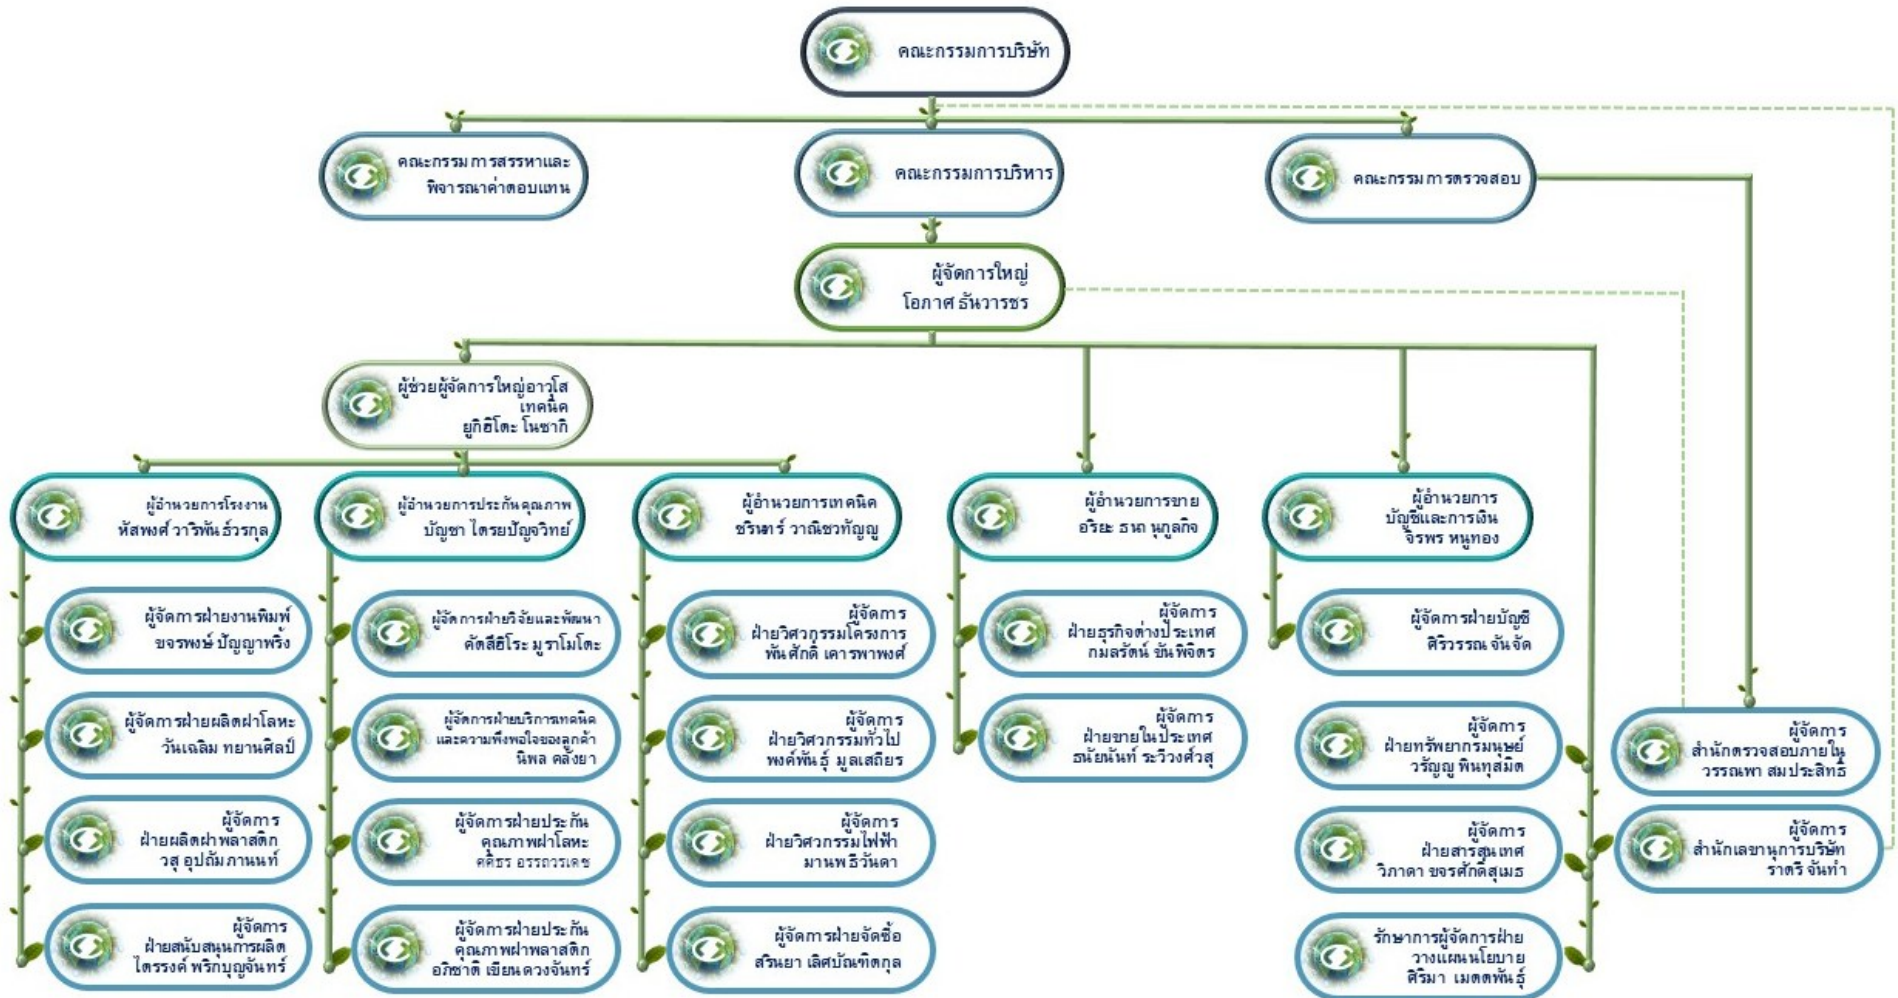 คณะกรรมการบริษัท
คณะกรรมการสรรหาและ
พิจารณาค่าตอบแทน
คณะกรรมการบริหาร
คณะกรรมการตรวจสอบ
ผู้จัดการใหญ่
โอภาศ ธันวารชร
ผู้ช่วยผู้จัดการใหญ่อาวุโส
เทคนิค
ยูกิฮิโตะ โนซากิ
ผู้อำนวยการโรงงาน
หัสพงศ์ วาริพันธ์วรกุล
ผู้อำนวยการประกันคุณภาพ
บัญชา ไตรยปัญจวิทย์
ผู้อำนวยการเทคนิค
ชรินทร์ วาณิชวทัญญู
ผู้อำนวยการขาย
อริยะ ธนานุกูลกิจ
ผู้อำนวยการ
บัญชีและการเงิน
จิรพร หนูทอง
ผู้จัดการฝ่ายงานพิมพ์
ขจรพงษ์ ปัญญาพริ้ง
ผู้จัดการฝ่ายวิจัยและพัฒนา
คัตสึฮิโระ มูราโมโตะ
ผู้จัดการ
ฝ่ายวิศวกรรมโครงการ
พันศักดิ์ เคารพาพงศ์
ผู้จัดการ
ฝ่ายธุรกิจต่างประเทศ
กมลรัตน์ ขันพิจิตร
ผู้จัดการฝ่ายบัญชี
ศิริวรรณ จันจัด
ผู้จัดการฝ่ายผลิตฝาโลหะ
วันเฉลิม ทยานศิลป์
ผู้จัดการฝ่ายบริการเทคนิค
และความพึงพอใจของลูกค้า
นิพล คลังยา
ผู้จัดการ
ฝ่ายวิศวกรรมทั่วไป
พงค์พันธุ์ มูลเสถียร
ผู้จัดการ
ฝ่ายขายในประเทศ
ธนัยนันท์ ระวีวงศ์วสุ
ผู้จัดการ
ฝ่ายทรัพยากรมนุษย์
วรัญญู พินทุสมิต
ผู้จัดการ
สำนักตรวจสอบภายใน
วรรณพา สมประสิทธิ์
ผู้จัดการ
ฝ่ายผลิตฝาพลาสติก
วสุ อุปถัมภานนท์
ผู้จัดการฝ่ายประกัน
คุณภาพฝาโลหะ
ศศิธร อรรถวรเดช
ผู้จัดการ
ฝ่ายวิศวกรรมไฟฟ้า
มานพ ธิวันดา
ผู้จัดการ
ฝ่ายสารสนเทศ
วิภาดา ขจรศักดิ์สุเมธ
ผู้จัดการ
สำนักเลขานุการบริษัท
ราตรี จันทำ
ผู้จัดการ
ฝ่ายสนับสนุนการผลิต
ไตรรงค์ พริกบุญจันทร์
ผู้จัดการฝ่ายประกัน
คุณภาพฝาพลาสติก
อภิชาติ เขียนดวงจันทร์
ผู้จัดการฝ่ายจัดซื้อ
สรินยา เลิศบัณฑิตกุล
รักษาการผู้จัดการฝ่าย
วางแผนนโยบาย
ศิริมา เมตตพันธุ์